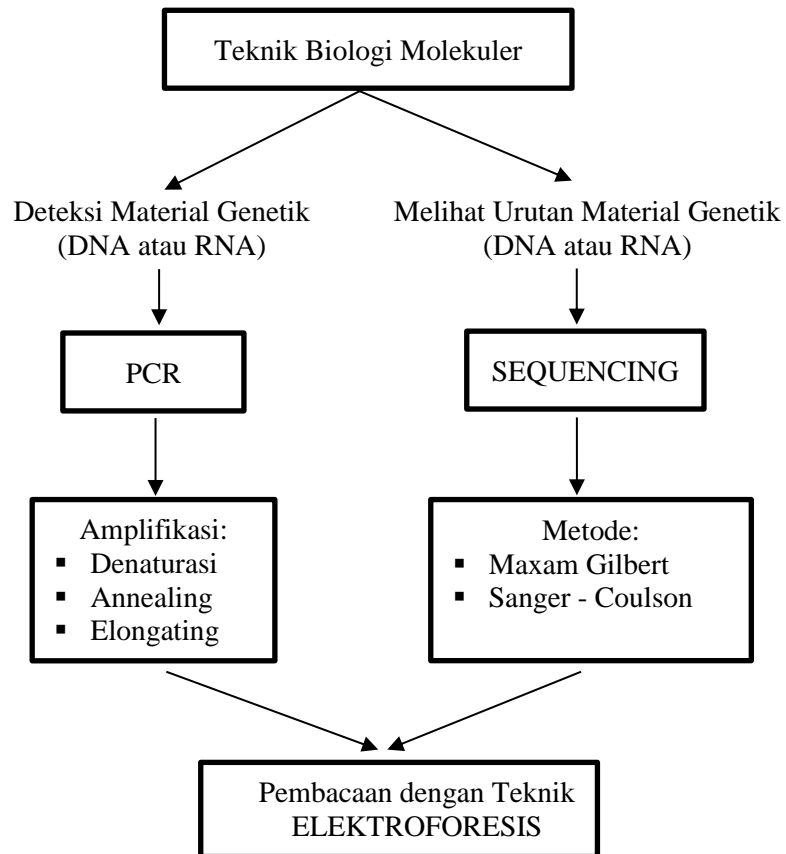 Teknik Biologi Molekuler
Deteksi Material Genetik
(DNA atau RNA)
Melihat Urutan Material Genetik
(DNA atau RNA)
PCR
SEQUENCING
Amplifikasi:
▪ Denaturasi
▪ Annealing
▪ Elongating
Metode:
▪ Maxam Gilbert
▪ Sanger - Coulson
Pembacaan dengan Teknik
ELEKTROFORESIS